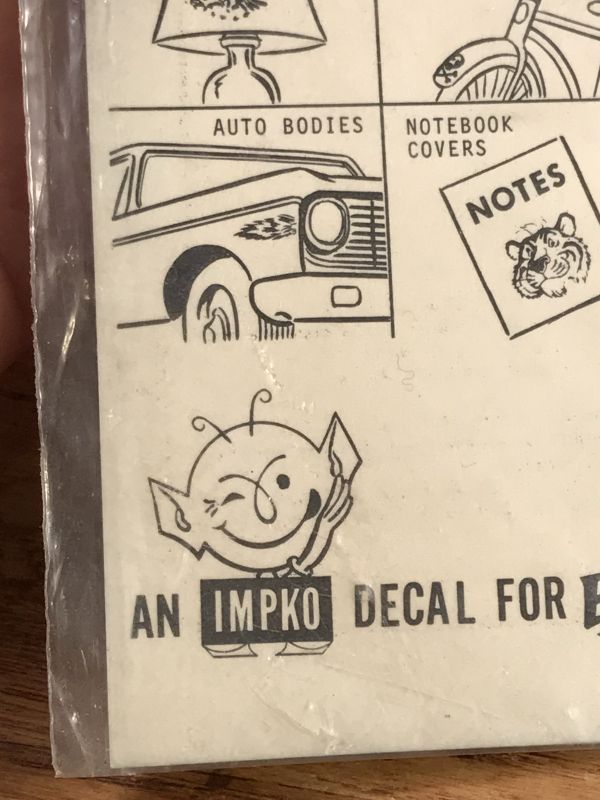 AUTO BODIES
NOTEBOOK
COVERS
NOTES
AN IMPKO DECAL FOR